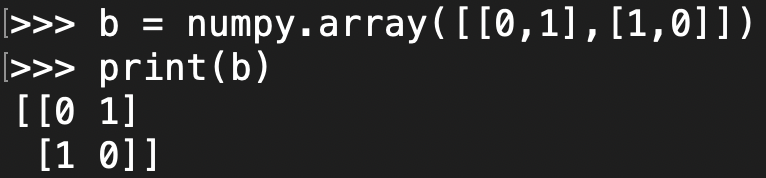 >>> b = numpy.array([[0,1],[1,0]])
>>> print(b)
[[0 1]
 [1 0]]